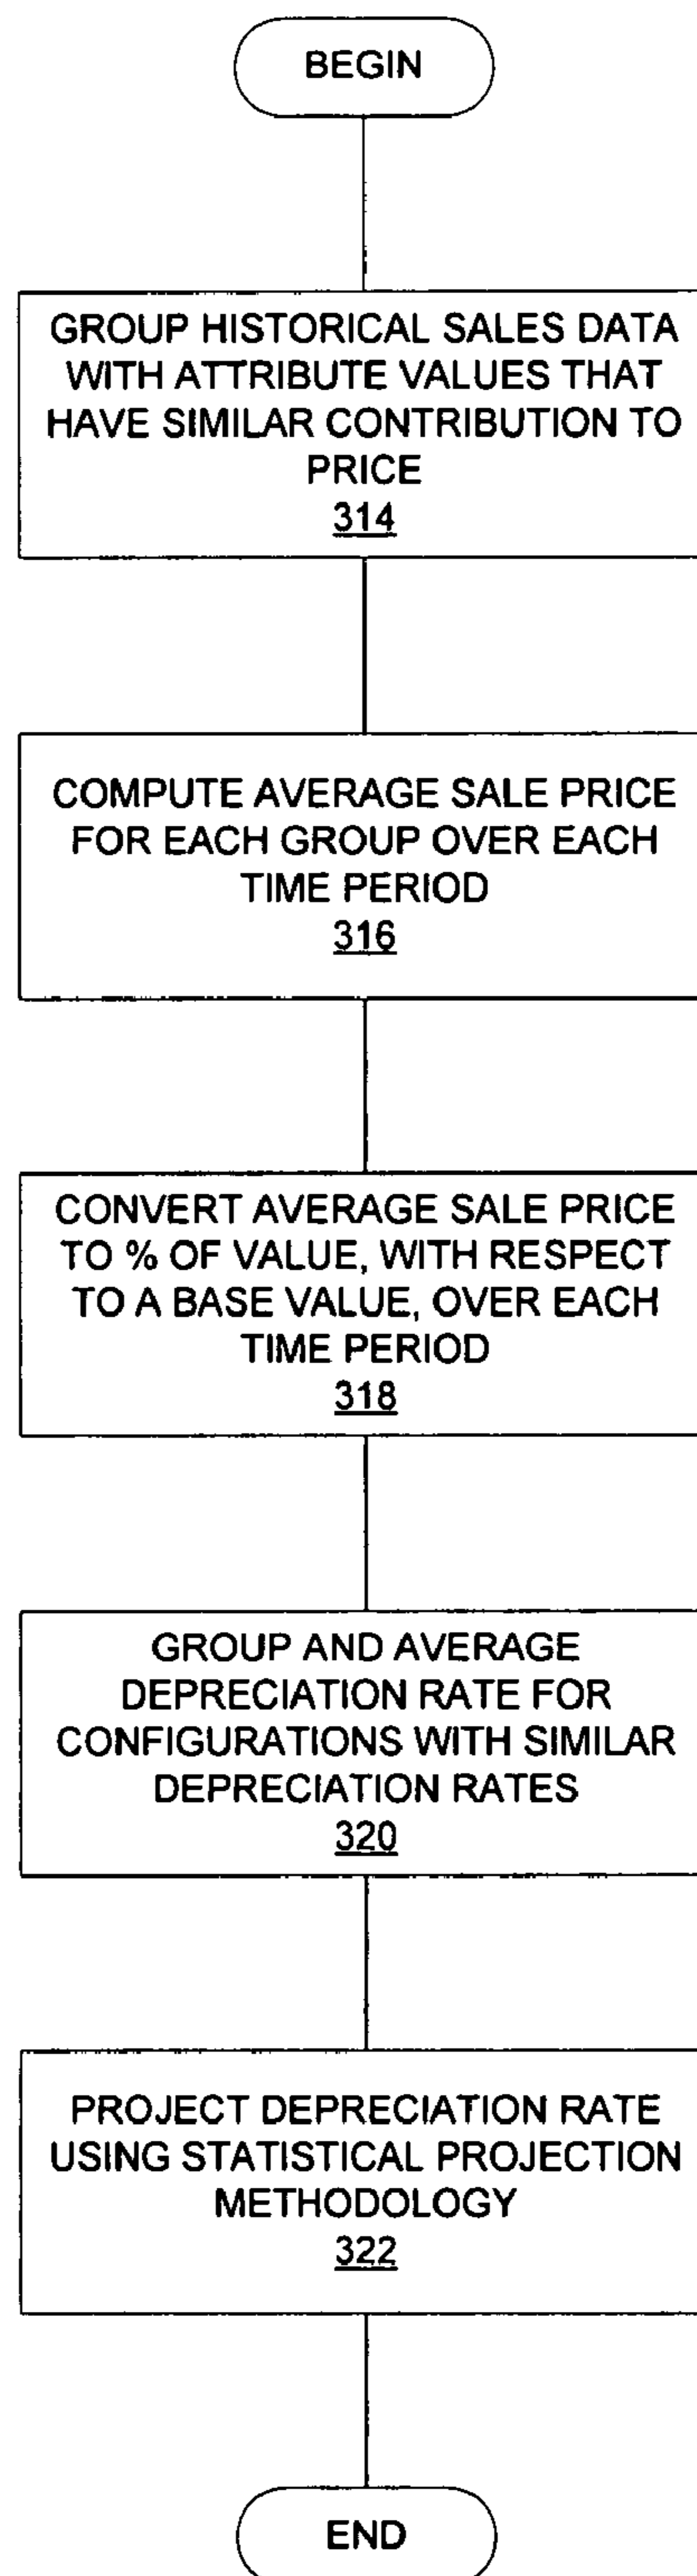 BEGIN
GROUP HISTORICAL SALES DATA
WITH ATTRIBUTE VALUES THAT
HAVE SIMILAR CONTRIBUTION TO
PRICE
314
COMPUTE AVERAGE SALE PRICE
FOR EACH GROUP OVER EACH
TIME PERIOD
316
CONVERT AVERAGE SALE PRICE
TO % OF VALUE, WITH RESPECT
TO A BASE VALUE, OVER EACH
TIME PERIOD
318
GROUP AND AVERAGE
DEPRECIATION RATE FOR
CONFIGURATIONS WITH SIMILAR
DEPRECIATION RATES
320
PROJECT DEPRECIATION RATE
USING STATISTICAL PROJECTION
METHODOLOGY
322
END